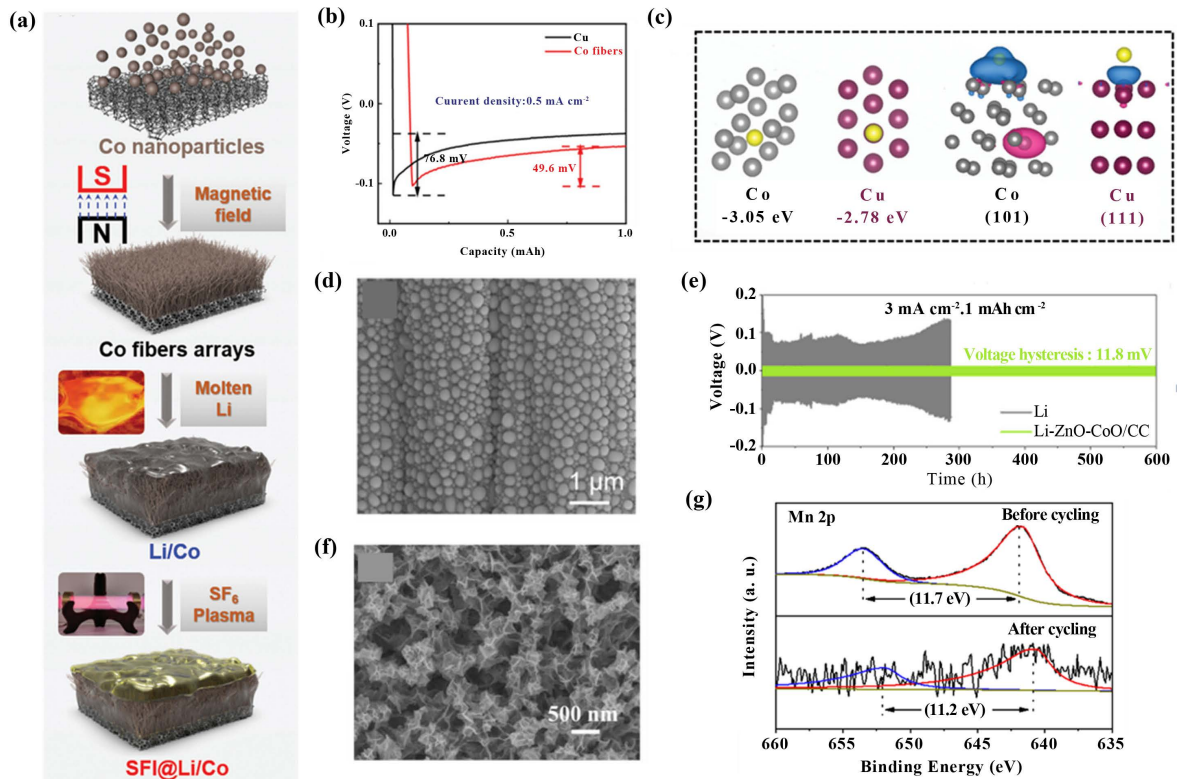 (a)
Co nanoparticles
S
N
Magnetic
field
Co fibers arrays
Molten
Li
Li/Co
SF6
Plasma
SFI@Li/Co
(b)
0.1
0.0
-0.1
Voltage (V)
Cu
Co fibers
Cuurent density:0.5 mA cm-2
76.8 mV
49.6 mV
0.0
0.5
1.0
Capacity (mAh)
(c)
Co
-3.05 eV
Cu
-2.78 eV
Co
(101)
Cu
(111)
(d)
1 μm
(e)
0.2
0.1
0.0
-0.1
-0.2
Voltage (V)
3 mA cm-2.1 mAh cm-2
Voltage hysteresis : 11.8 mV
Li
Li-ZnO-CoO/CC
0
100
200
300
400
500
600
Time (h)
(f)
500 nm
(g)
Mn 2p
Before cycling
(11.7 eV)
After cycling
(11.2 eV)
Intensity (a. u.)
660
655
650
645
640
635
Binding Energy (eV)